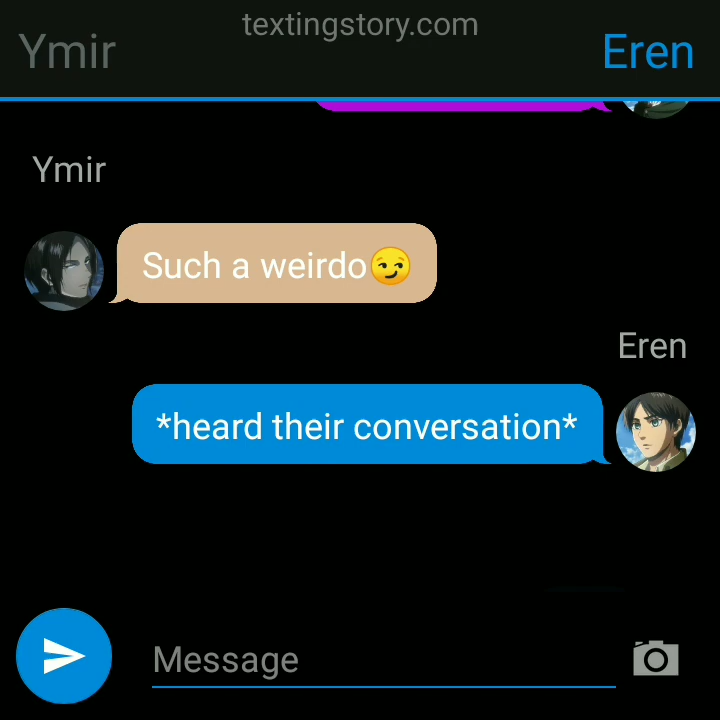 textingstory.com
Ymir
Eren
Ymir
Such a weirdo😏
Eren
*heard their conversation*
Message